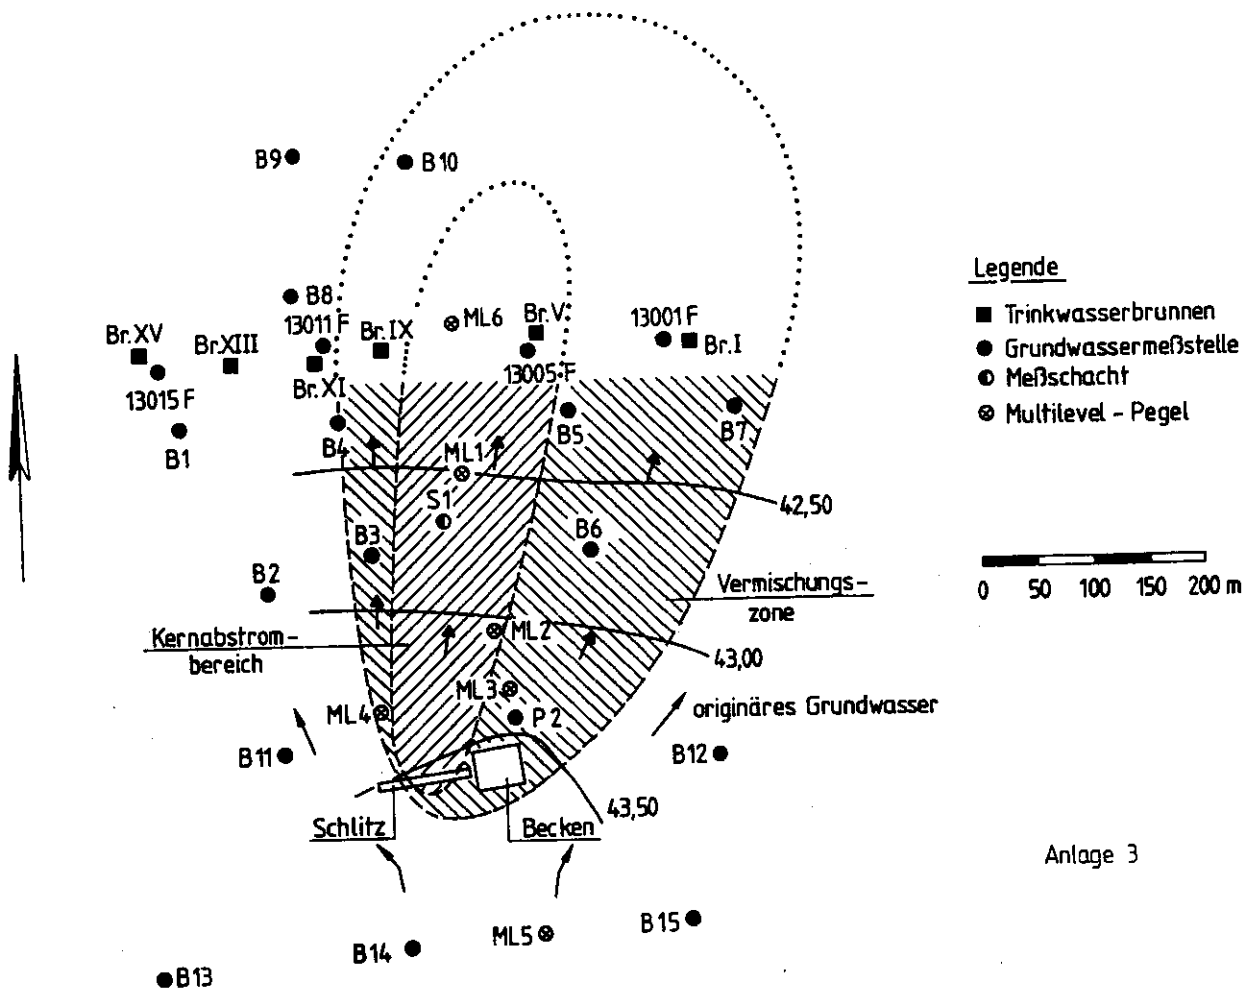 B9
B10
B8
13011 F
Br. XV
Br.XIII
Br.IX
ML6
Br.V
13001 F
Br.I
13015 F
Br.XI
13005 F
B1
B4
B5
B7
ML1
S1
42,50
B3
B6
B2
Vermischungs-
zone
Kernabstrom-
bereich
ML2
43,00
ML3
ML4
P2
originäres Grundwasser
B11
B12
43,50
Schlitz
Becken
B14
ML5
B15
B13
Legende
Trinkwasserbrunnen
Grundwassermeßstelle
Meßschacht
Multilevel - Pegel
0 50 100 150 200 m
Anlage 3